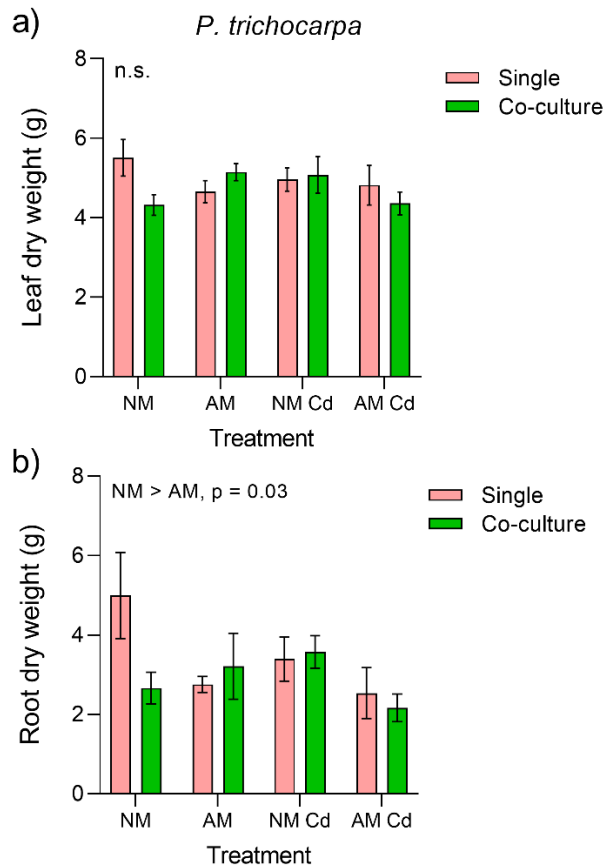 a)
P. trichocarpa
n.s.
Single
Co-culture
Leaf dry weight (g)
8
6
4
2
0
NM AM NM Cd AM Cd
Treatment
b)
NM > AM, p = 0.03
Single
Co-culture
Root dry weight (g)
8
6
4
2
0
NM AM NM Cd AM Cd
Treatment